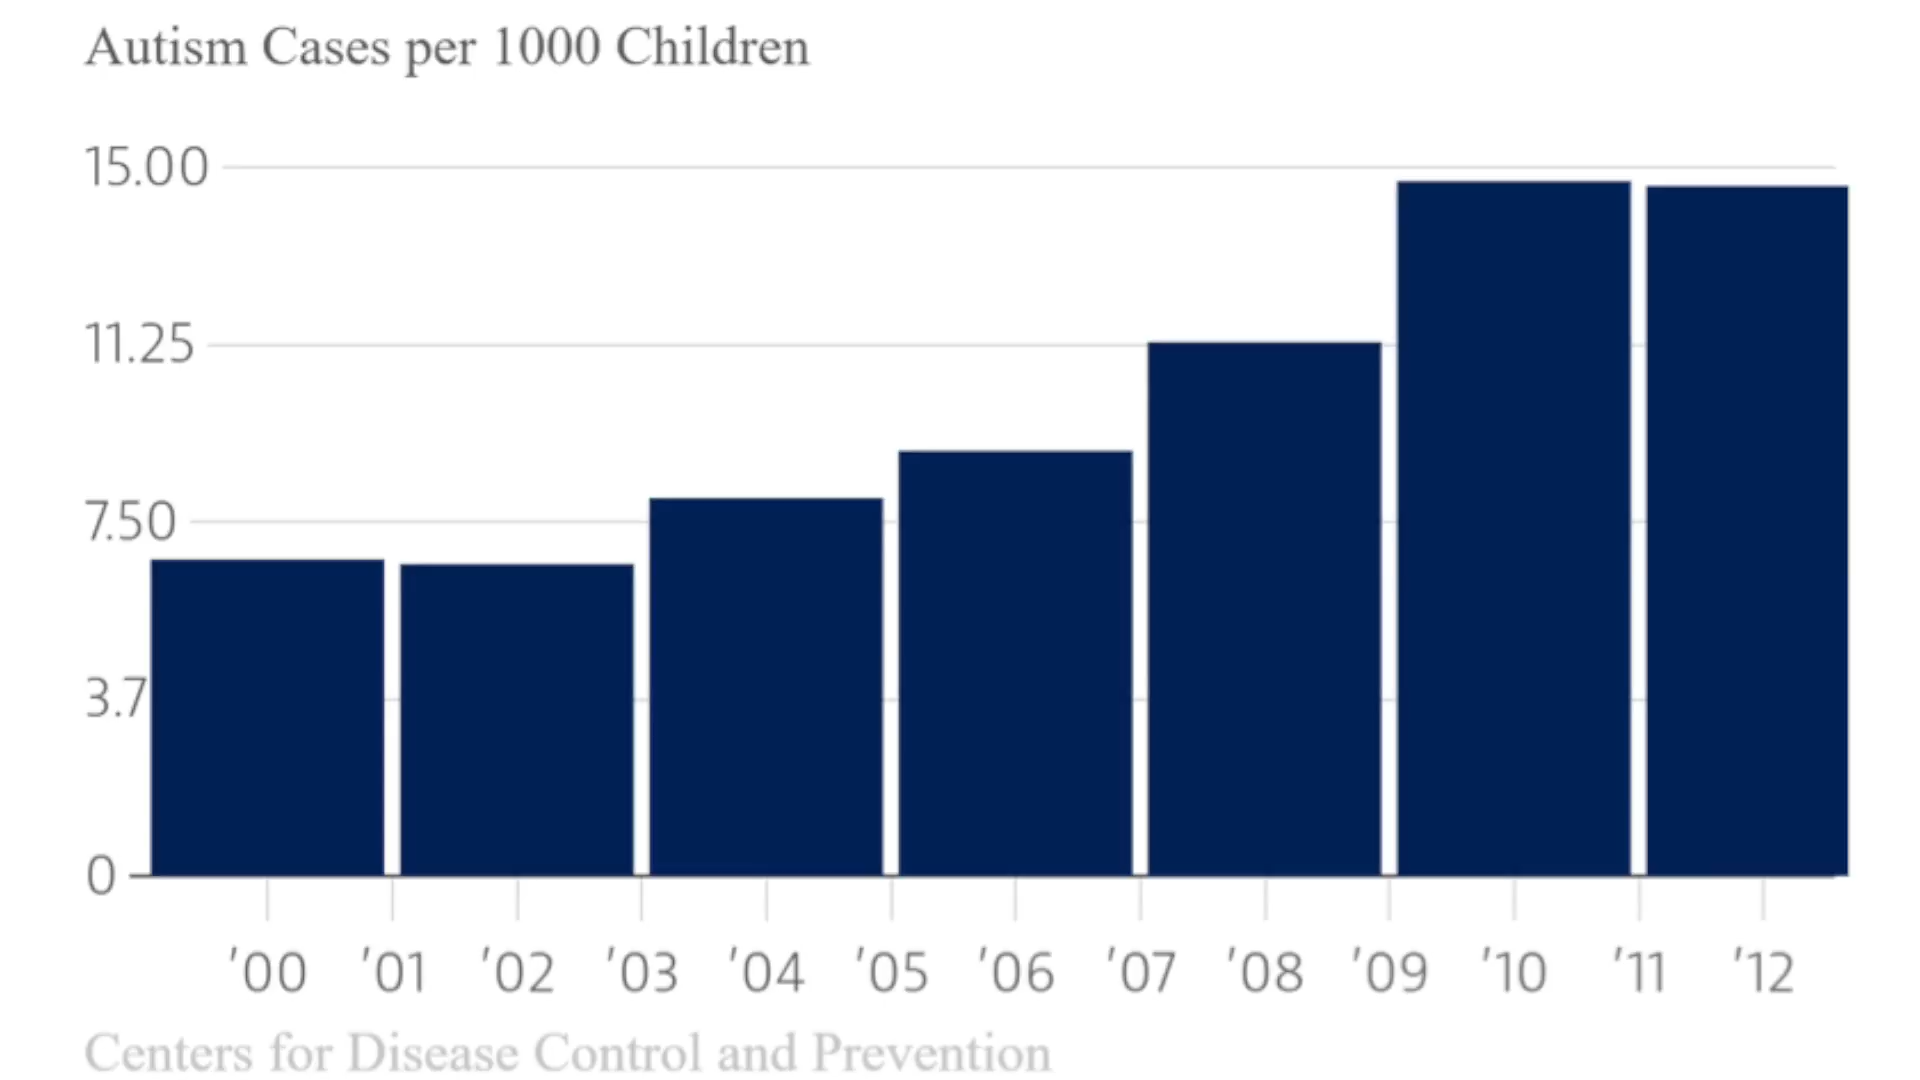 Autism Cases per 1000 Children
15.00
11.25
7.50
3.7
0
'00 '01 '02 '03 '04 '05 '06 '07 '08 '09 '10 '11 '12
Centers for Disease Control and Prevention